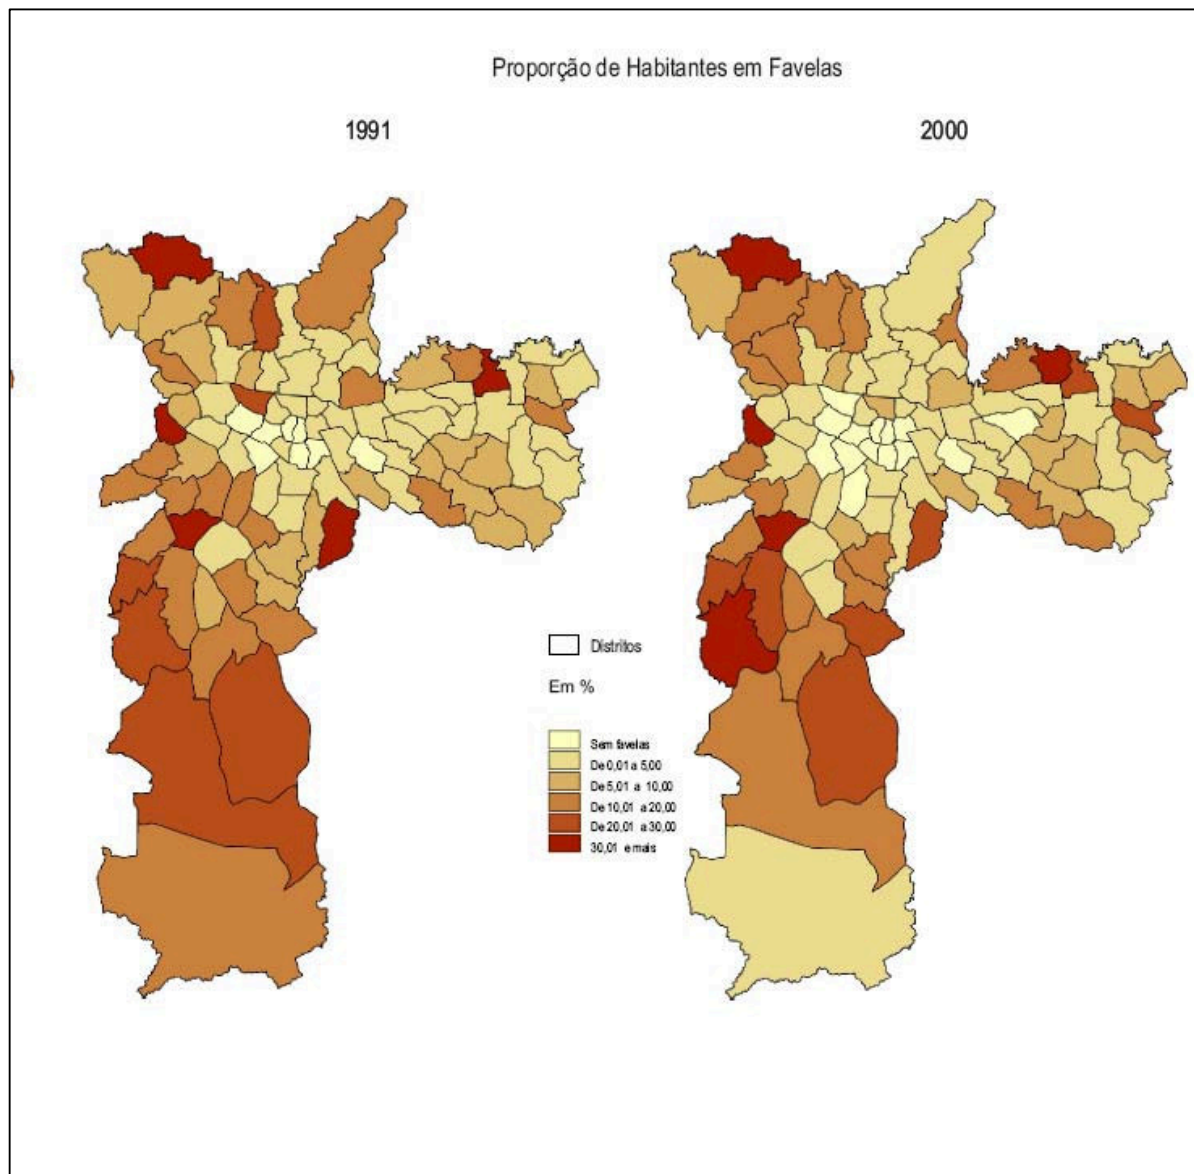 Proporção de Habitantes em Favelas
1991
2000
Distritos
Em %
Sem favelas
De 0,01 a 5,00
De 5,01 a 10,00
De 10,01 a 20,00
De 20,01 a 30,00
30,01 e mais